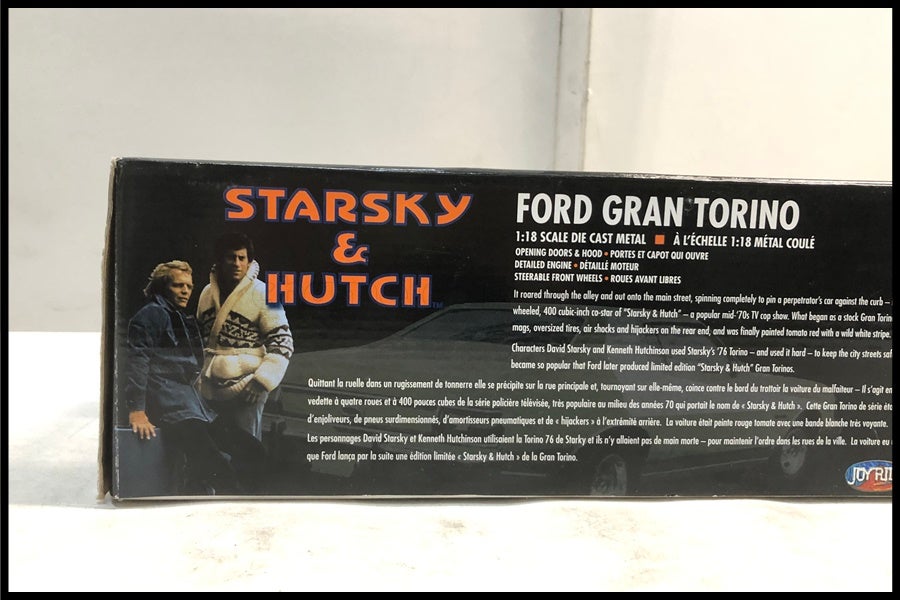 STARSKY
&
HUTCH™
FORD GRAN TORINO
1:18 SCALE DIE CAST METAL ■ À L'ÉCHELLE 1:18 MÉTAL COULÉ
OPENING DOORS & HOOD • PORTES ET CAPOT QUI OUVRE
DETAILED ENGINE • DÉTAILLÉ MOTEUR
STEERABLE FRONT WHEELS • ROUES AVANT LIBRES
It roared through the alley and out onto the main street, spinning completely to pin a perpetrator's car against the curb –
wheeled, 400 cubic-inch co-star of "Starsky & Hutch" – a popular mid-'70s TV cop show. What began as a stock Gran Torin
mags, oversized tires, air shocks and hijackers on the rear end, and was finally painted tomato red with a wild white stripe.
Characters David Starsky and Kenneth Hutchinson used Starsky's '76 Torino – and used it hard – to keep the city streets saf
became so popular that Ford later produced limited edition "Starsky & Hutch" Gran Torinos.
Quittant la ruelle dans un rugissement de tonnerre elle se précipite sur la rue principale et, tournoyant sur elle-même, coince contre le bord du trattoir la voiture du malfaiteur – Il s'agit en
vedette à quatre roues et à 400 pouces cubes de la série policière télévisée, très populaire au milieu des années 70 qui portait le nom de « Starsky & Hutch ». Cette Gran Torino de série éta
d'enjoliveurs, de pneus surdimensionnés, d'amortisseurs pneumatiques et de « hijackers » à l'extrémité arrière. La voiture était peinte rouge tomate avec une bande blanche très voyante.
Les personnages David Starsky et Kenneth Hutchinson utilisaient la Torino 76 de Starky et ils n'y allaient pas de main morte – pour maintenir l'ordre dans les rues de la ville. La voiture eu
que Ford lança par la suite une édition limitée « Starsky & Hutch » de la Gran Torino.
JOYRI